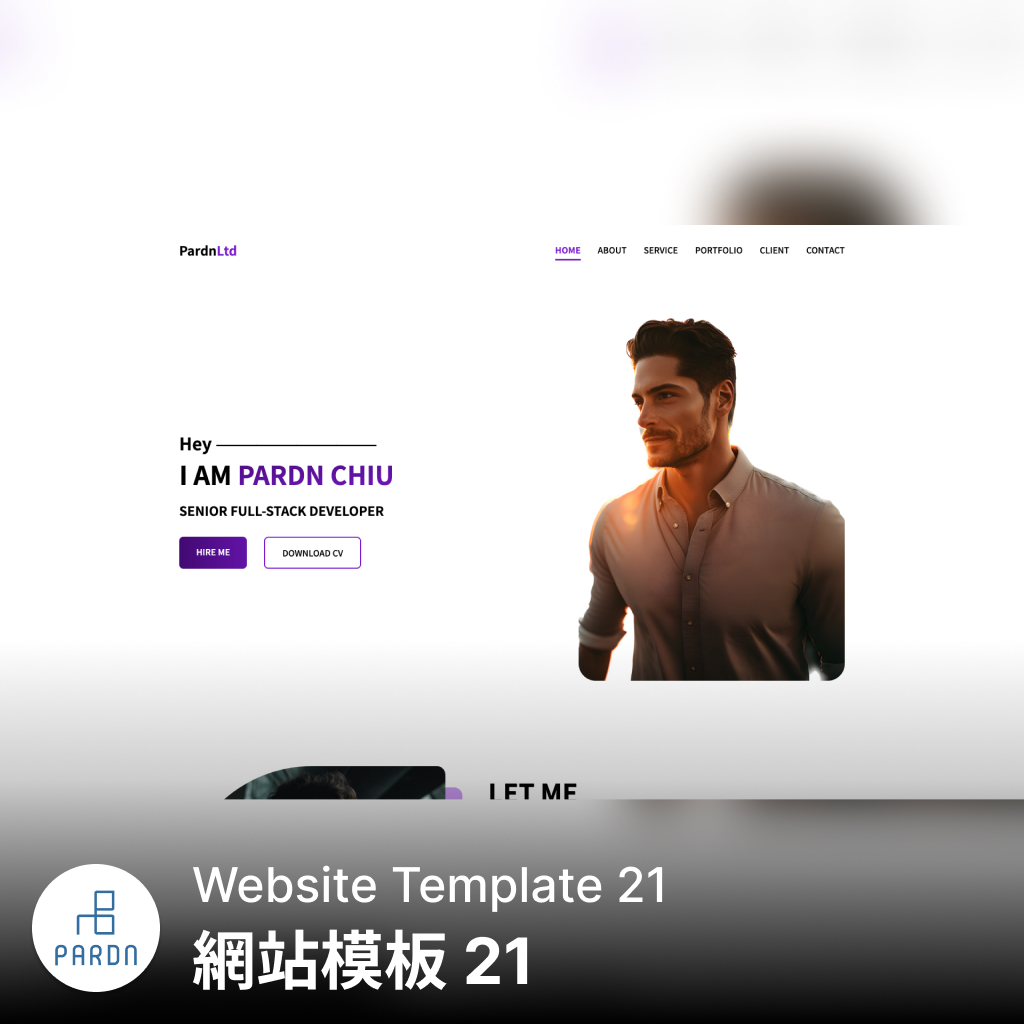 PardnLtd
HOME ABOUT SERVICE PORTFOLIO CLIENT CONTACT
Hey
I AM PARDN CHIU
SENIOR FULL-STACK DEVELOPER
HIRE ME DOWNLOAD CV
LET ME
PARDN
Website Template 21
網站模板 21